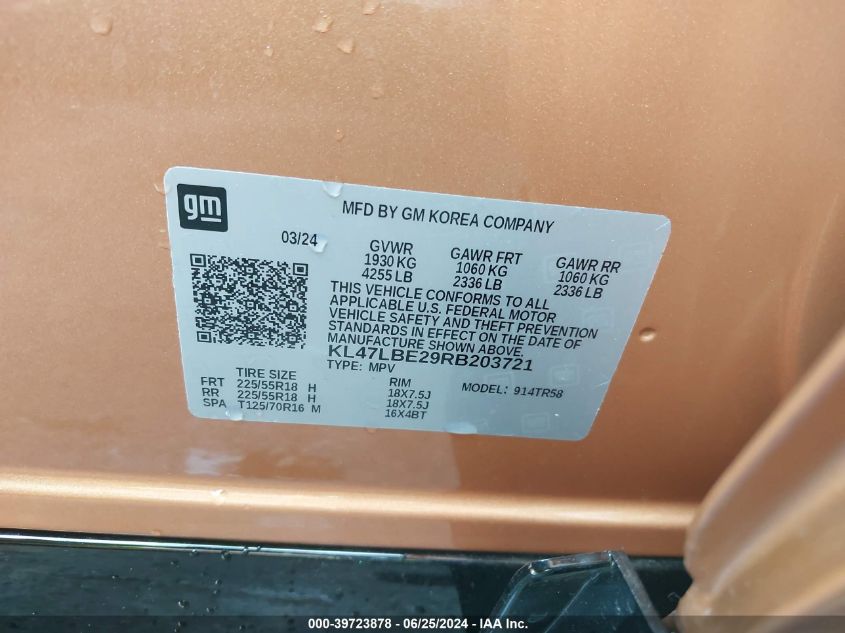 gm
MFD BY GM KOREA COMPANY
03/24
GVWR GAWR FRT GAWR RR
1930 KG 1060 KG 1060 KG
4255 LB 2336 LB 2336 LB
THIS VEHICLE CONFORMS TO ALL
APPLICABLE U.S. FEDERAL MOTOR
VEHICLE SAFETY AND THEFT PREVENTION
STANDARDS IN EFFECT ON THE DATE OF
MANUFACTURE SHOWN ABOVE.
KL47LBE29RB203721
TYPE: MPV
TIRE SIZE RIM MODEL: 914TR58
FRT 225/55R18 H 18X7.5J
RR 225/55R18 H 18X7.5J
SPA T125/70R16 M 16X4BT
000-39723878 - 06/25/2024 - IAA Inc.